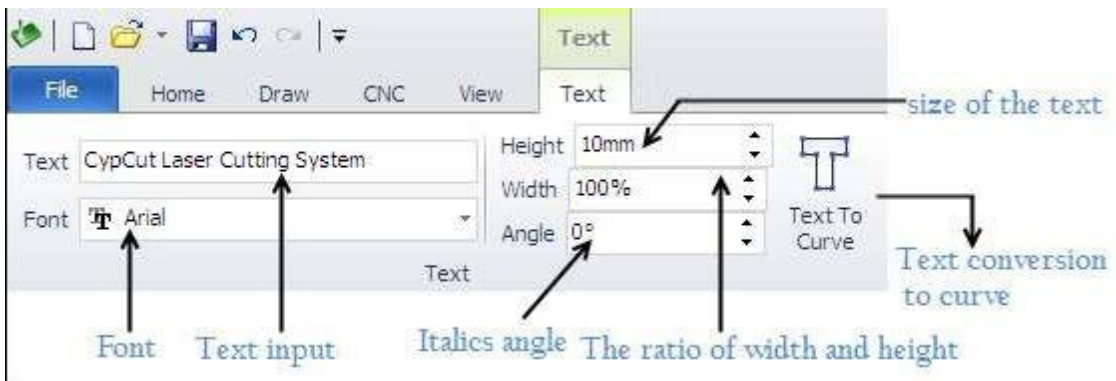 Text
File Home Draw CNC View Text
size of the text
Text CypCut Laser Cutting System
Height 10mm
Width 100%
Font Arial
Angle 0°
Text To
Curve
Text
Text conversion
to curve
Font Text input Italics angle The ratio of width and height